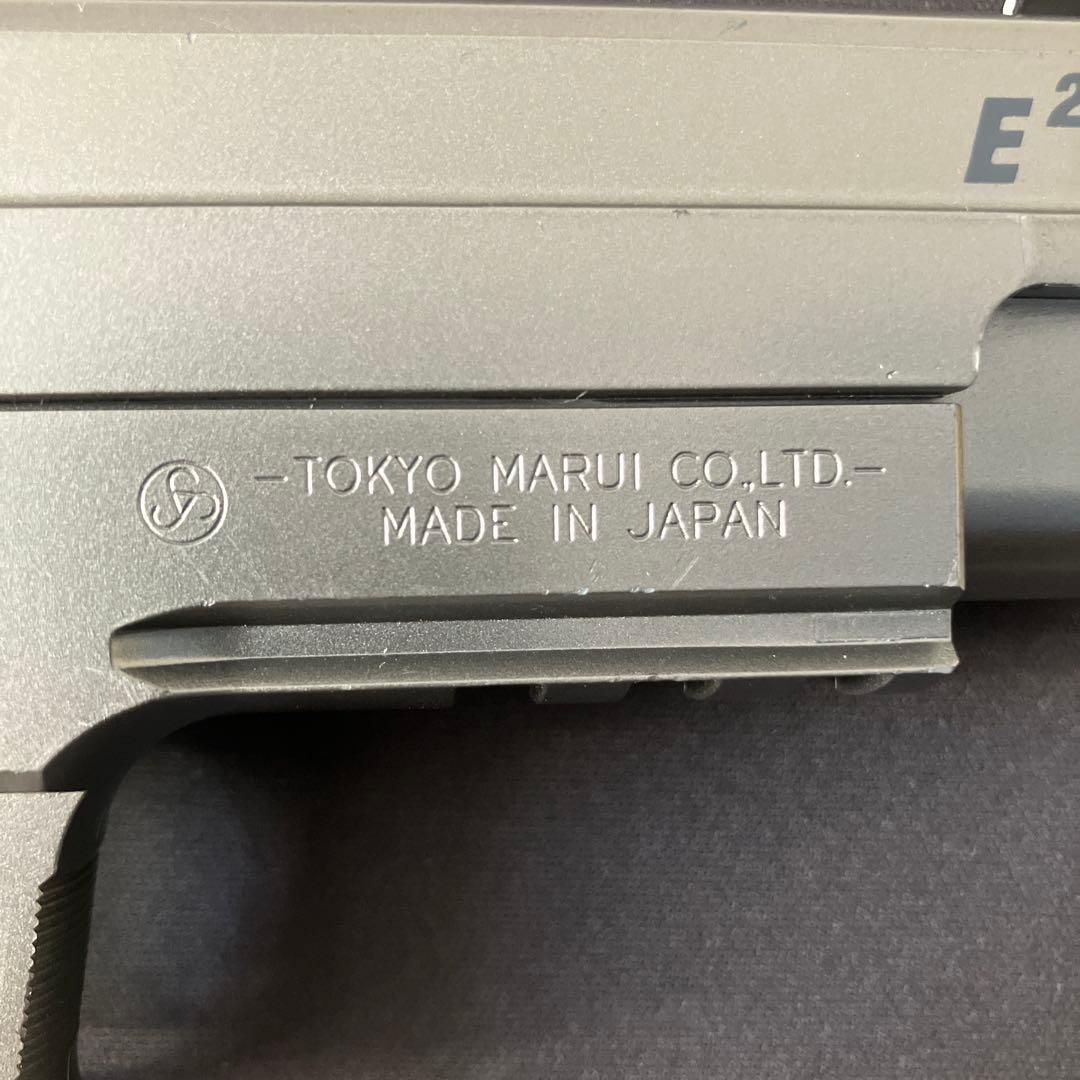 E²
-TOKYO MARUI CO.,LTD.-
MADE IN JAPAN